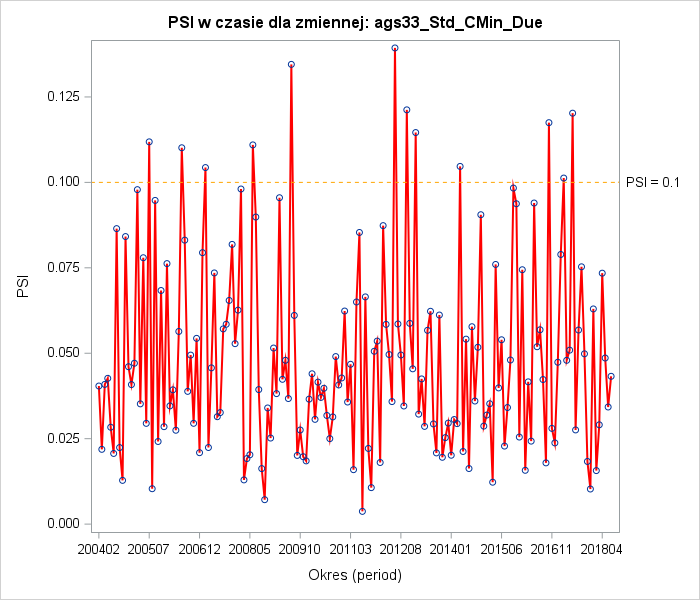 PSI w czasie dla zmiennej: ags33_Std_CMin_Due
0.125
0.100
0.075
0.050
0.025
0.000
PSI
PSI = 0.1
200402 200507 200612 200805 200910 201103 201208 201401 201506 201611 201804
Okres (period)